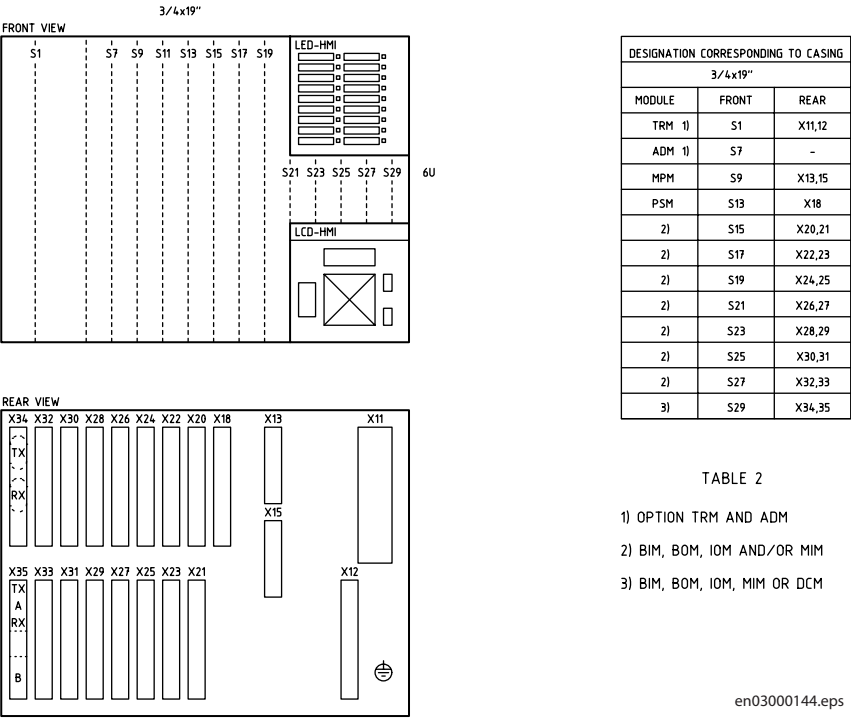 3/4x19"
FRONT VIEW
S1 S7 S9 S11 S13 S15 S17 S19
LED-HMI
S21 S23 S25 S27 S29 6U
LCD-HMI
REAR VIEW
X34 X32 X30 X28 X26 X24 X22 X20 X18 X13 X11
TX
RX
X15
X35 X33 X31 X29 X27 X25 X23 X21 X12
TX
A
RX
B
DESIGNATION CORRESPONDING TO CASING
3/4x19"
MODULE FRONT REAR
TRM 1) S1 X11,12
ADM 1) S7 -
MPM S9 X13,15
PSM S13 X18
2) S15 X20,21
2) S17 X22,23
2) S19 X24,25
2) S21 X26,27
2) S23 X28,29
2) S25 X30,31
2) S27 X32,33
3) S29 X34,35
TABLE 2
1) OPTION TRM AND ADM
2) BIM, BOM, IOM AND/OR MIM
3) BIM, BOM, IOM, MIM OR DCM
en03000144.eps